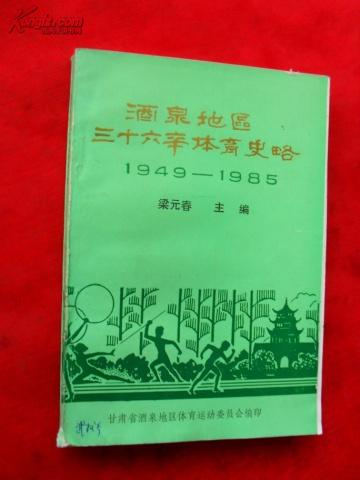 Kongfz.com
酒泉地區
三十六年体育史略
1949—1985
梁元春 主编
甘肃省酒泉地区体育运动委员会编印